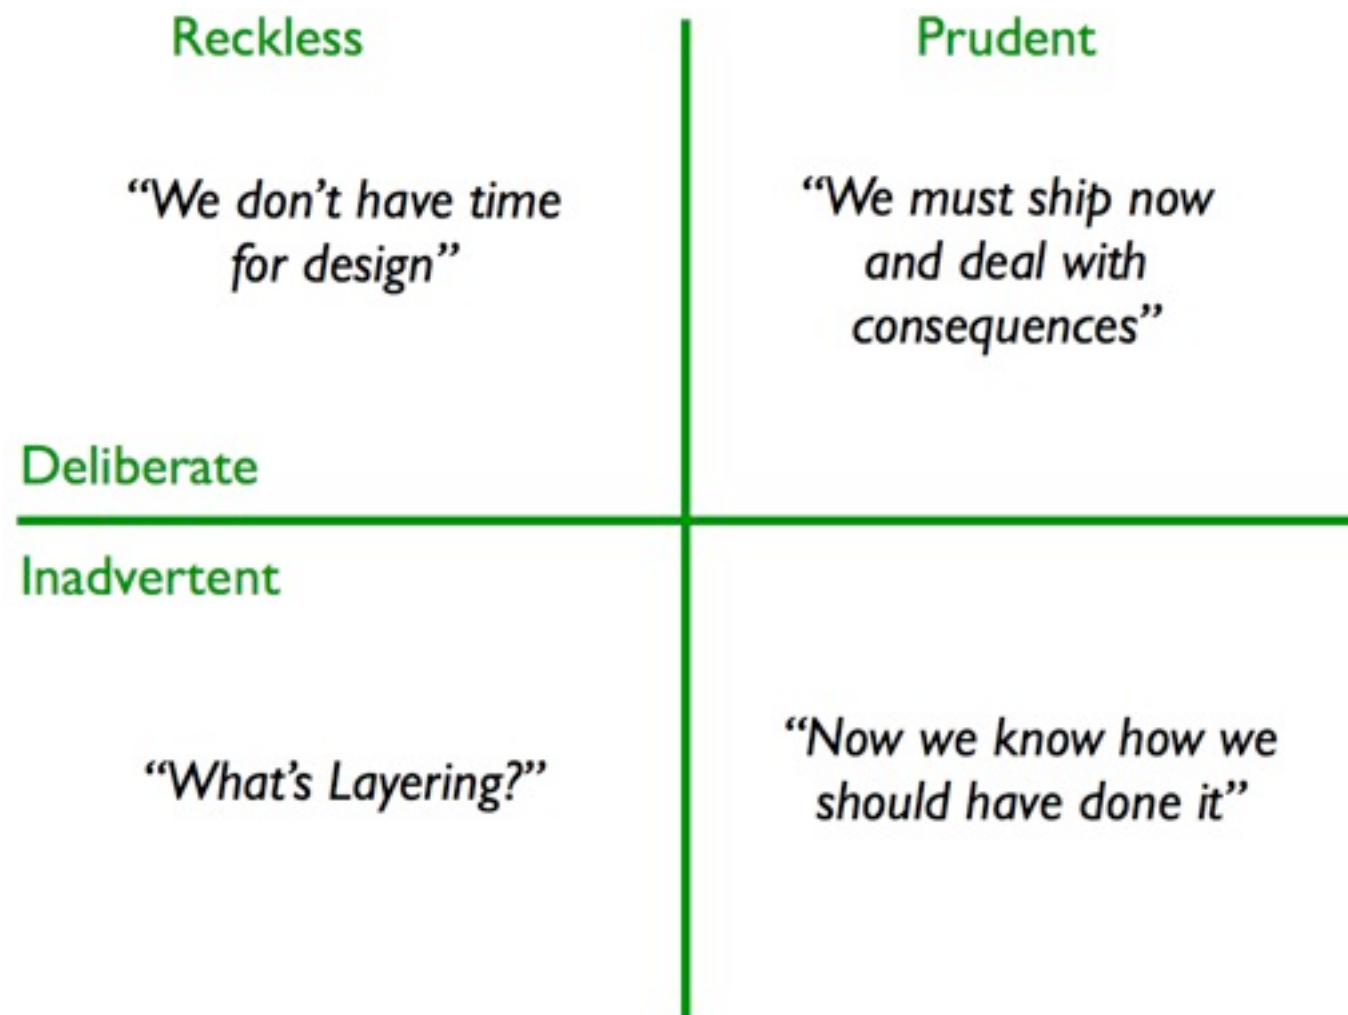 Reckless
Prudent
“We don’t have time
for design”
“We must ship now
and deal with
consequences”
Deliberate
Inadvertent
“What’s Layering?”
“Now we know how we
should have done it”